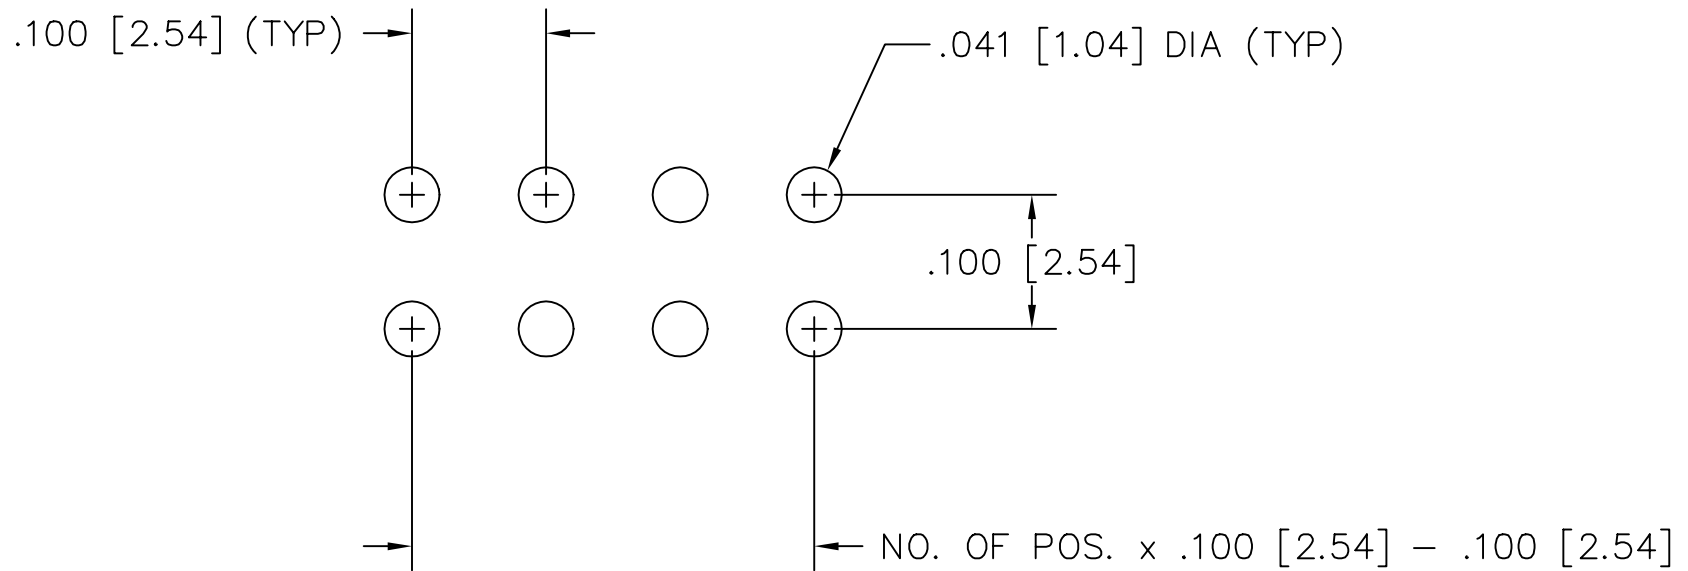 .100 [2.54] (TYP)
.041 [1.04] DIA (TYP)
.100 [2.54]
NO. OF POS. x .100 [2.54] – .100 [2.54]